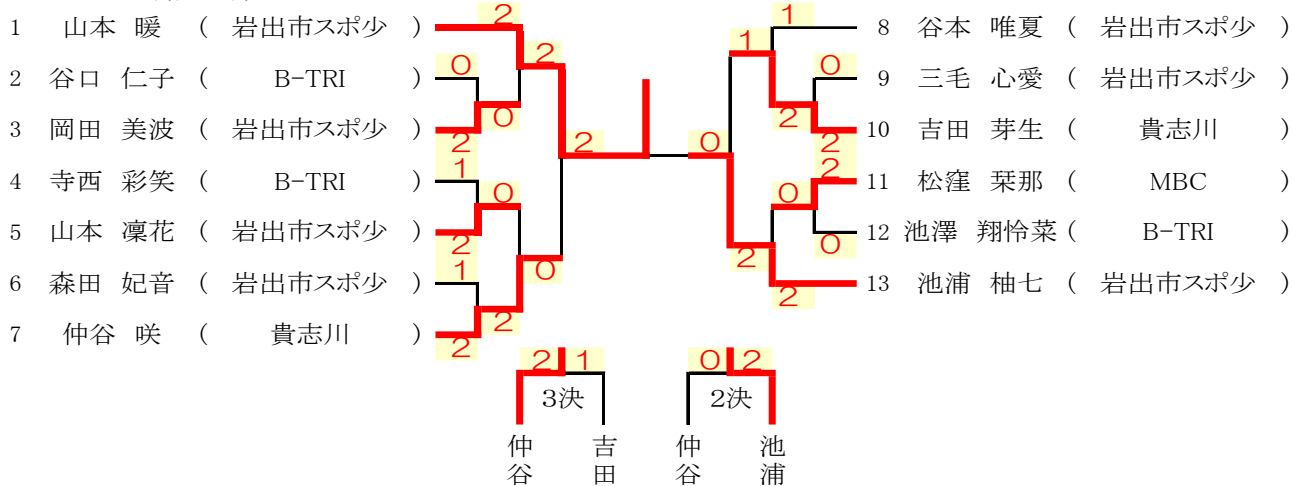 1 山本 暖 ( 岩出市スポ少 ) 2
2 谷口 仁子 ( B-TRI ) 0
3 岡田 美波 ( 岩出市スポ少 ) 2
4 寺西 彩笑 ( B-TRI ) 1
5 山本 凜花 ( 岩出市スポ少 ) 2
6 森田 妃音 ( 岩出市スポ少 ) 1
7 仲谷 咲 ( 貴志川 ) 2
2
0
0
2
2
0
2
0
1
2
2
0
1 8 谷本 唯夏 ( 岩出市スポ少 )
0 9 三毛 心愛 ( 岩出市スポ少 )
2 10 吉田 芽生 ( 貴志川 )
2 11 松窪 栞那 ( MBC )
0 12 池澤 翔怜菜 ( B-TRI )
2 13 池浦 柚七 ( 岩出市スポ少 )
2 1
3決
仲谷
吉田
0 2
2決
仲谷
池浦